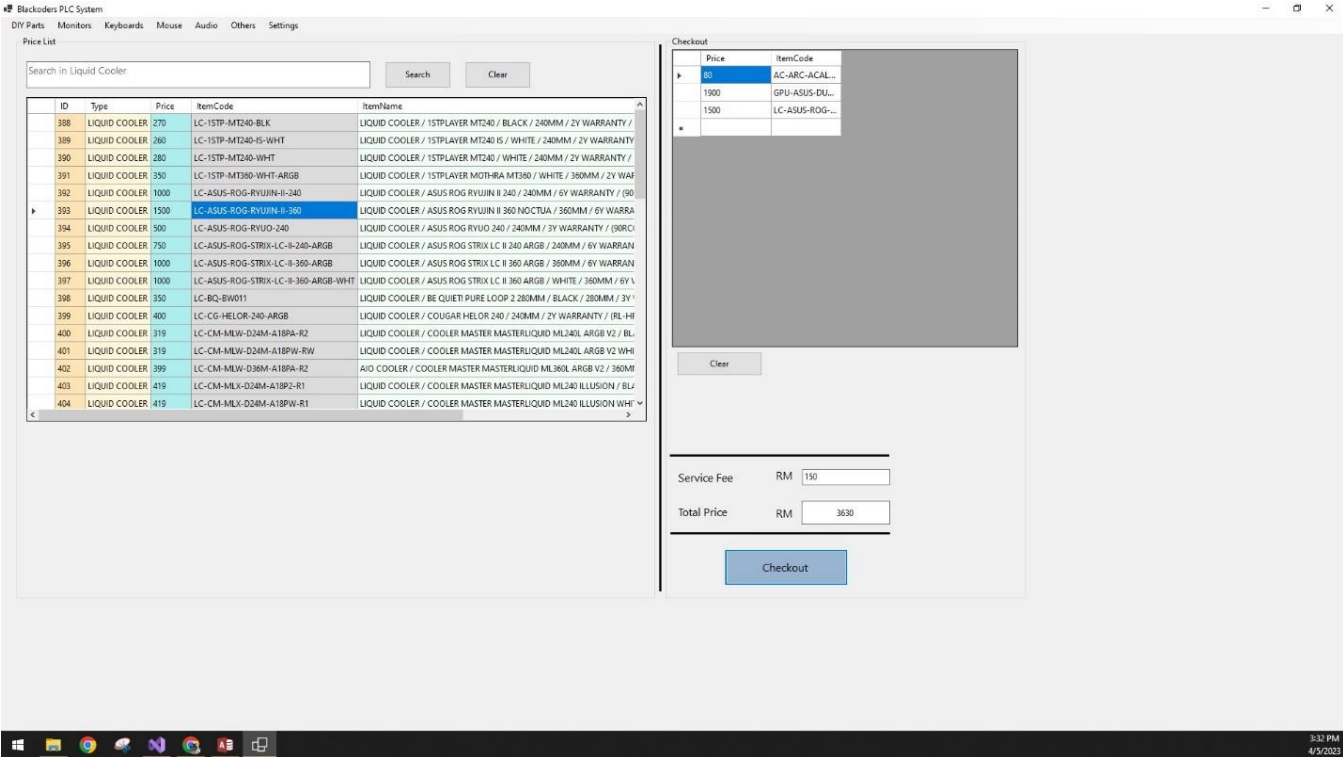 Blackoders PLC System
DIY Parts Monitors Keyboards Mouse Audio Others Settings
Price List
Search in Liquid Cooler
Search Clear
ID Type Price ItemCode ItemName
388 LIQUID COOLER 270 LC-1STP-MT240-BLK LIQUID COOLER / 1STPLAYER MT240 / BLACK / 240MM / 2Y WARRANTY /
389 LIQUID COOLER 260 LC-1STP-MT240-IS-WHT LIQUID COOLER / 1STPLAYER MT240 IS / WHITE / 240MM / 2Y WARRANTY
390 LIQUID COOLER 280 LC-1STP-MT240-WHT LIQUID COOLER / 1STPLAYER MT240 / WHITE / 240MM / 2Y WARRANTY /
391 LIQUID COOLER 350 LC-1STP-MT360-WHT-ARGB LIQUID COOLER / 1STPLAYER MOTHRA MT360 / WHITE / 360MM / 2Y WAR
392 LIQUID COOLER 1000 LC-ASUS-ROG-RYUJIN-II-240 LIQUID COOLER / ASUS ROG RYUJIN II 240 / 240MM / 6Y WARRANTY / (90
393 LIQUID COOLER 1500 LC-ASUS-ROG-RYUJIN-II-360 LIQUID COOLER / ASUS ROG RYUJIN II 360 NOCTUA / 360MM / 6Y WARRA
394 LIQUID COOLER 500 LC-ASUS-ROG-RYUO-240 LIQUID COOLER / ASUS ROG RYUO 240 / 240MM / 3Y WARRANTY / (90RC
395 LIQUID COOLER 750 LC-ASUS-ROG-STRIX-LC-II-240-ARGB LIQUID COOLER / ASUS ROG STRIX LC II 240 ARGB / 240MM / 6Y WARRAN
396 LIQUID COOLER 1000 LC-ASUS-ROG-STRIX-LC-II-360-ARGB LIQUID COOLER / ASUS ROG STRIX LC II 360 ARGB / 360MM / 6Y WARRAN
397 LIQUID COOLER 1000 LC-ASUS-ROG-STRIX-LC-II-360-ARGB-WHT LIQUID COOLER / ASUS ROG STRIX LC II 360 ARGB / WHITE / 360MM / 6Y
398 LIQUID COOLER 350 LC-BQ-BW011 LIQUID COOLER / BE QUIET! PURE LOOP 2 280MM / BLACK / 280MM / 3Y
399 LIQUID COOLER 400 LC-CG-HELOR-240-ARGB LIQUID COOLER / COUGAR HELOR 240 / 240MM / 2Y WARRANTY / (RL-H
400 LIQUID COOLER 319 LC-CM-MLW-D24M-A18PA-R2 LIQUID COOLER / COOLER MASTER MASTERLIQUID ML240L ARGB V2 / BL
401 LIQUID COOLER 319 LC-CM-MLW-D24M-A18PW-RW LIQUID COOLER / COOLER MASTER MASTERLIQUID ML240L ARGB V2 WHI
402 LIQUID COOLER 399 LC-CM-MLW-D36M-A18PA-R2 AIO COOLER / COOLER MASTER MASTERLIQUID ML360L ARGB V2 / 360M
403 LIQUID COOLER 419 LC-CM-MLX-D24M-A18P2-R1 LIQUID COOLER / COOLER MASTER MASTERLIQUID ML240 ILLUSION / BLA
404 LIQUID COOLER 419 LC-CM-MLX-D24M-A18PW-R1 LIQUID COOLER / COOLER MASTER MASTERLIQUID ML240 ILLUSION WHI
Checkout
Price ItemCode
80 AC-ARC-ACAL...
1900 GPU-ASUS-DU...
1500 LC-ASUS-ROG-...
Clear
Service Fee RM 150
Total Price RM 3630
Checkout
3:32 PM
4/5/2023